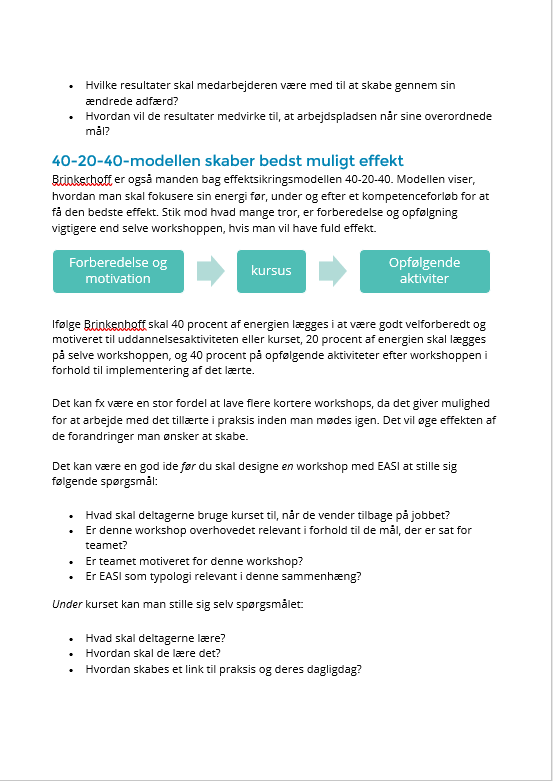 • Hvilke resultater skal medarbejderen være med til at skabe gennem sin
ændrede adfærd?
• Hvordan vil de resultater medvirke til, at arbejdspladsen når sine overordnede
mål?
40-20-40-modellen skaber bedst muligt effekt
Brinkerhoff er også manden bag effektsikringsmodellen 40-20-40. Modellen viser,
hvordan man skal fokusere sin energi før, under og efter et kompetenceforløb for at
få den bedste effekt. Stik mod hvad mange tror, er forberedelse og opfølgning
vigtigere end selve workshoppen, hvis man vil have fuld effekt.
Forberedelse og
motivation
kursus
Opfølgende
aktiviter
Ifølge Brinkenhoff skal 40 procent af energien lægges i at være godt velforberedt og
motiveret til uddannelsesaktiviteten eller kurset, 20 procent af energien skal lægges
på selve workshoppen, og 40 procent på opfølgende aktiviteter efter workshoppen i
forhold til implementering af det lærte.
Det kan fx være en stor fordel at lave flere kortere workshops, da det giver mulighed
for at arbejde med det tillærte i praksis inden man mødes igen. Det vil øge effekten af
de forandringer man ønsker at skabe.
Det kan være en god ide før du skal designe en workshop med EASI at stille sig
følgende spørgsmål:
• Hvad skal deltagerne bruge kurset til, når de vender tilbage på jobbet?
• Er denne workshop overhovedet relevant i forhold til de mål, der er sat for
teamet?
• Er teamet motiveret for denne workshop?
• Er EASI som typologi relevant i denne sammenhæng?
Under kurset kan man stille sig selv spørgsmålet:
• Hvad skal deltagerne lære?
• Hvordan skal de lære det?
• Hvordan skabes et link til praksis og deres dagligdag?